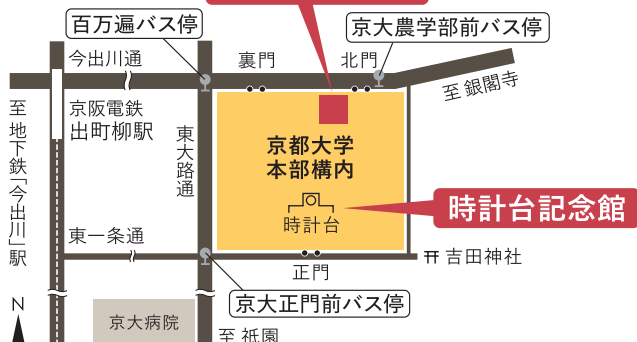 百万遍バス停
京大農学部前バス停
今出川通
裏門
北門
至 銀閣寺
京阪電鉄
出町柳駅
至 地下鉄「今出川」駅
東大路通
京都大学
本部構内
時計台
時計台記念館
東一条通
正門
吉田神社
京大正門前バス停
N
京大病院
至 祇園